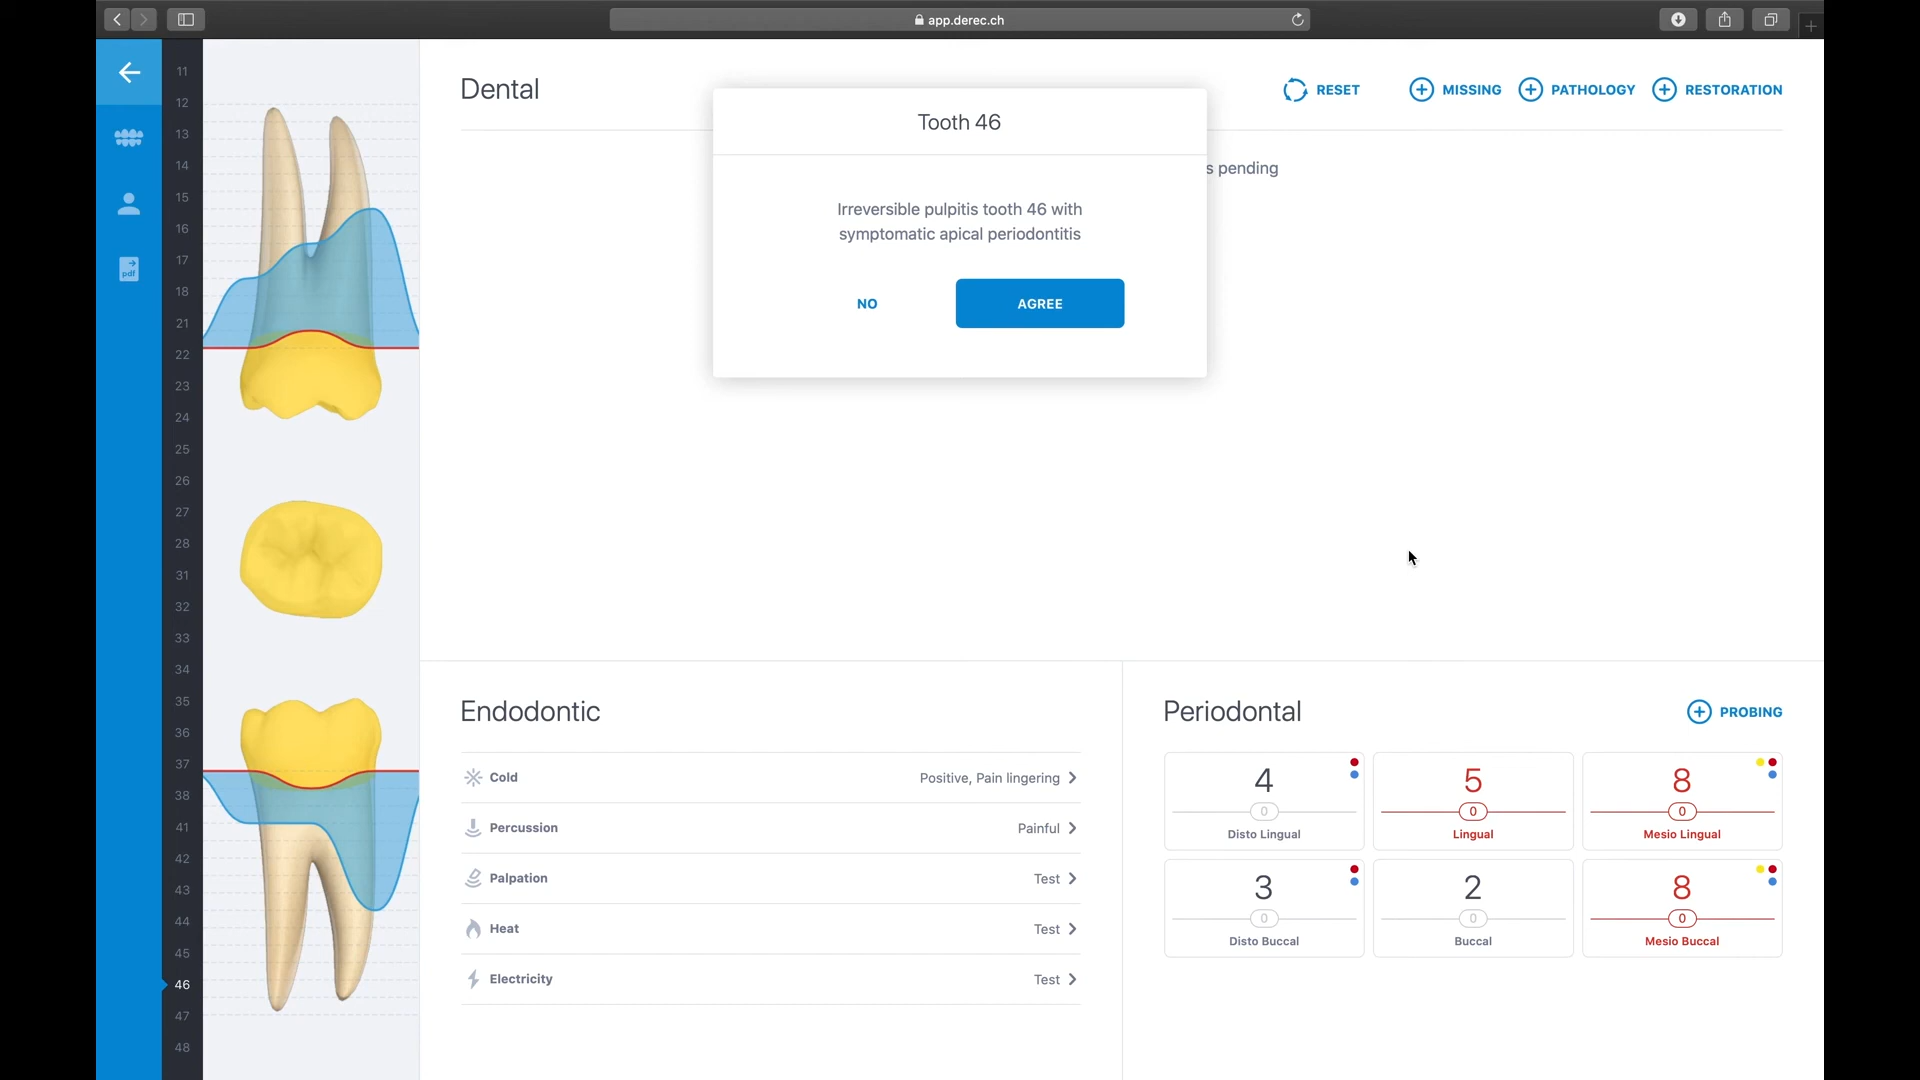 app.derec.ch
11
12
13
14
15
16
17
18
21
22
23
24
25
26
27
28
31
32
33
34
35
36
37
38
41
42
43
44
45
46
47
48
pdf
Dental
RESET
MISSING
PATHOLOGY
RESTORATION
s pending
Tooth 46
Irreversible pulpitis tooth 46 with
symptomatic apical periodontitis
NO
AGREE
Endodontic
Cold Positive, Pain lingering
Percussion Painful
Palpation Test
Heat Test
Electricity Test
Periodontal
PROBING
4
0
Disto Lingual
5
0
Lingual
8
0
Mesio Lingual
3
0
Disto Buccal
2
0
Buccal
8
0
Mesio Buccal